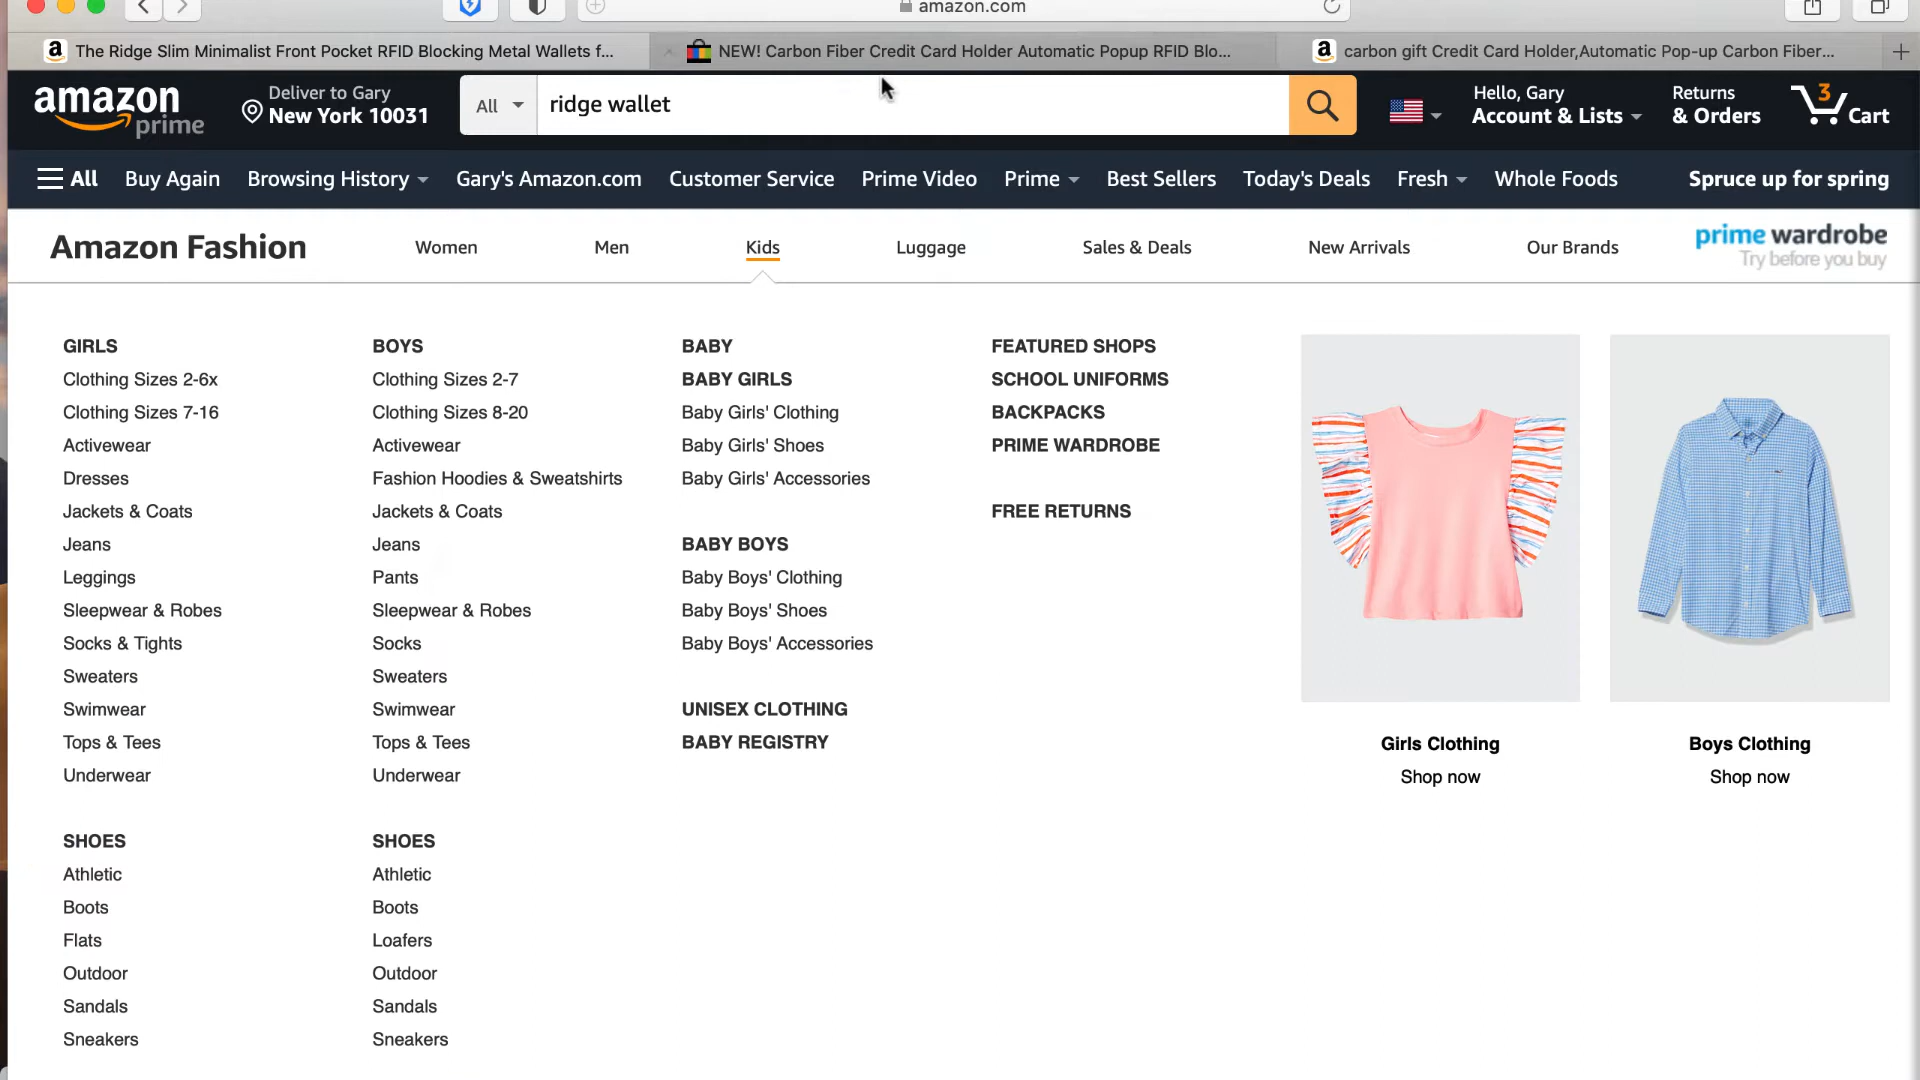 amazon.com
The Ridge Slim Minimalist Front Pocket RFID Blocking Metal Wallets f...
NEW! Carbon Fiber Credit Card Holder Automatic Popup RFID Blo...
carbon gift Credit Card Holder,Automatic Pop-up Carbon Fiber...
amazon prime
Deliver to Gary
New York 10031
All
ridge wallet
Hello, Gary
Account & Lists
Returns
& Orders
3
Cart
All
Buy Again
Browsing History
Gary's Amazon.com
Customer Service
Prime Video
Prime
Best Sellers
Today's Deals
Fresh
Whole Foods
Spruce up for spring
Amazon Fashion
Women
Men
Kids
Luggage
Sales & Deals
New Arrivals
Our Brands
prime wardrobe
Try before you buy
GIRLS
Clothing Sizes 2-6x
Clothing Sizes 7-16
Activewear
Dresses
Jackets & Coats
Jeans
Leggings
Sleepwear & Robes
Socks & Tights
Sweaters
Swimwear
Tops & Tees
Underwear
SHOES
Athletic
Boots
Flats
Outdoor
Sandals
Sneakers
BOYS
Clothing Sizes 2-7
Clothing Sizes 8-20
Activewear
Fashion Hoodies & Sweatshirts
Jackets & Coats
Jeans
Pants
Sleepwear & Robes
Socks
Sweaters
Swimwear
Tops & Tees
Underwear
SHOES
Athletic
Boots
Loafers
Outdoor
Sandals
Sneakers
BABY
BABY GIRLS
Baby Girls' Clothing
Baby Girls' Shoes
Baby Girls' Accessories
BABY BOYS
Baby Boys' Clothing
Baby Boys' Shoes
Baby Boys' Accessories
UNISEX CLOTHING
BABY REGISTRY
FEATURED SHOPS
SCHOOL UNIFORMS
BACKPACKS
PRIME WARDROBE
FREE RETURNS
Girls Clothing
Shop now
Boys Clothing
Shop now